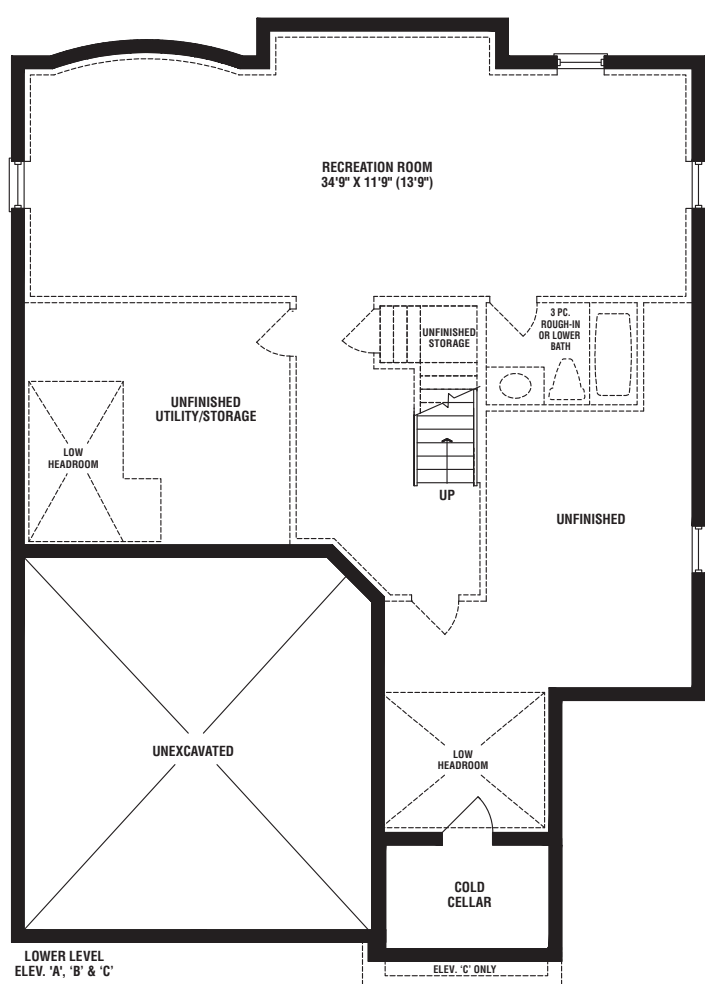 RECREATION ROOM
34'9" X 11'9" (13'9")
3 PC.
ROUGH-IN
OR LOWER
BATH
UNFINISHED
STORAGE
UNFINISHED
UTILITY/STORAGE
LOW
HEADROOM
UP
UNFINISHED
UNEXCAVATED
LOW
HEADROOM
COLD
CELLAR
LOWER LEVEL
ELEV. 'A', 'B' & 'C'
ELEV. 'C' ONLY